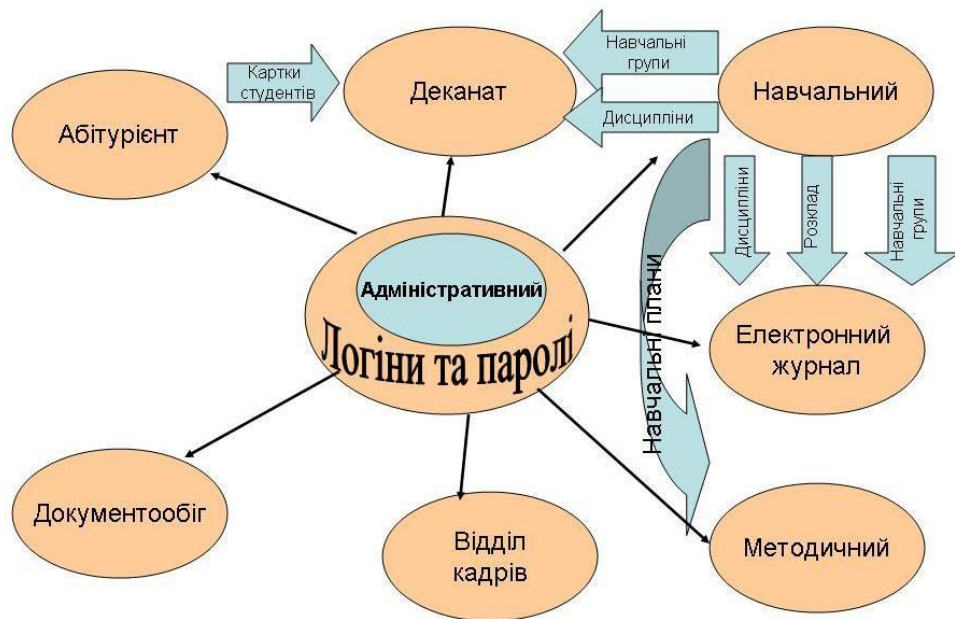 Абітурієнт
Картки
студентів
Деканат
Навчальні
групи
Дисципліни
Навчальний
Дисципліни
Розклад
Навчальні
групи
Навчальні плани
Адміністративний
Логіни та паролі
Електронний
журнал
Документообіг
Відділ
кадрів
Методичний